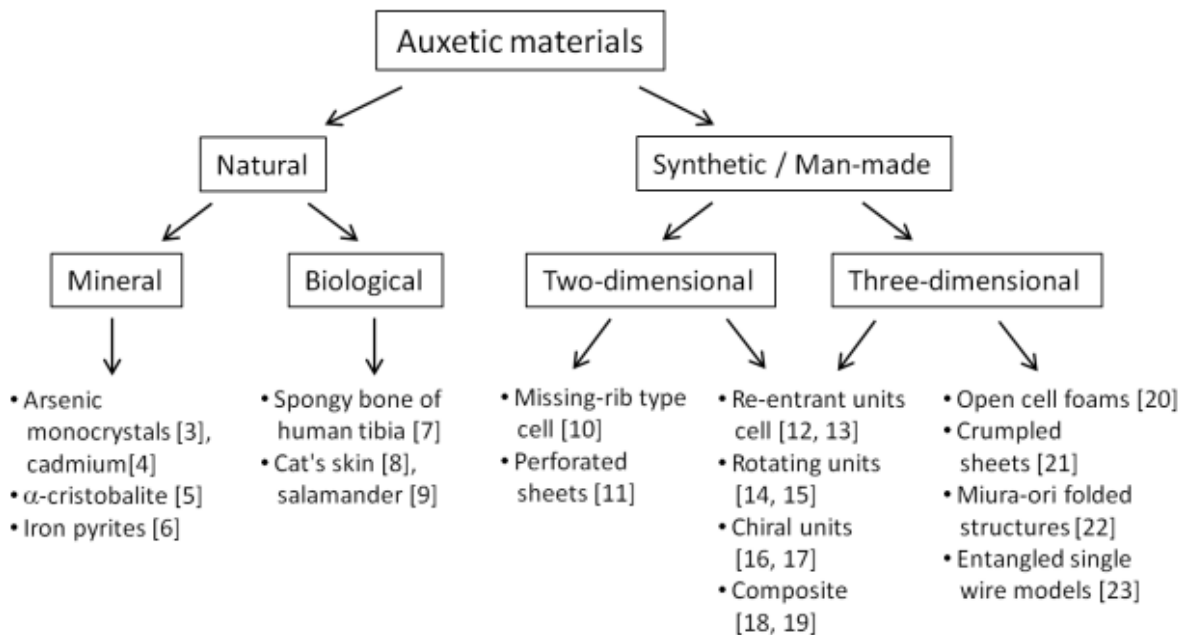 Auxetic materials
Natural
Synthetic / Man-made
Mineral
Biological
Two-dimensional
Three-dimensional
• Arsenic
monocrystals [3],
cadmium[4]
• α-cristobalite [5]
• Iron pyrites [6]
• Spongy bone of
human tibia [7]
• Cat's skin [8],
salamander [9]
• Missing-rib type
cell [10]
• Perforated
sheets [11]
• Re-entrant units
cell [12, 13]
• Rotating units
[14, 15]
• Chiral units
[16, 17]
• Composite
[18, 19]
• Open cell foams [20]
• Crumpled
sheets [21]
• Miura-ori folded
structures [22]
• Entangled single
wire models [23]